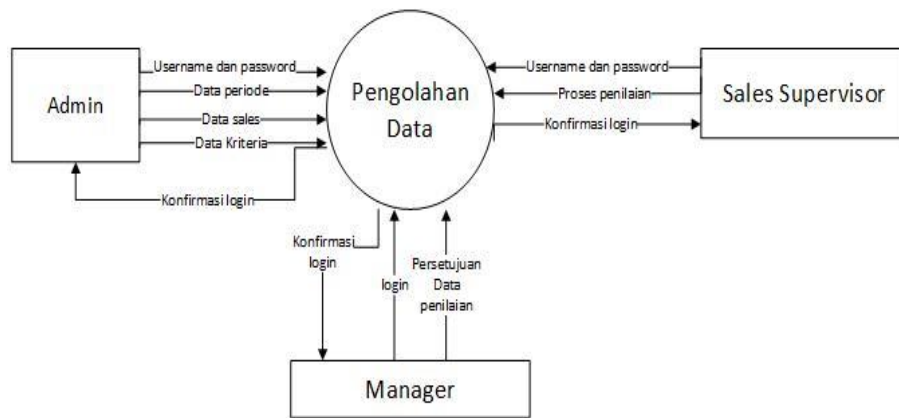 Admin
Username dan password
Data periode
Data sales
Data Kriteria
Konfirmasi login
Pengolahan
Data
Username dan password
Proses penilaian
Konfirmasi login
Sales Supervisor
Konfirmasi
login
login
Persetujuan
Data
penilaian
Manager